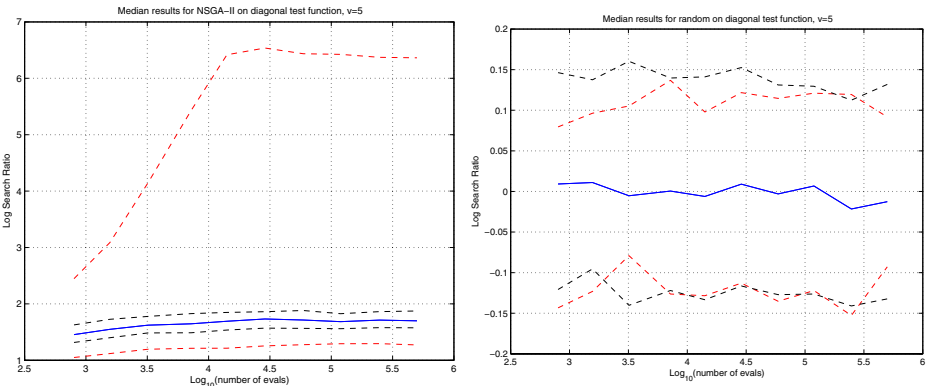 Median results for NSGA-II on diagonal test function, v=5
7
6
5
4
3
2
1
Log Search Ratio
2.5 3 3.5 4 4.5 5 5.5 6
Log10(number of evals)
Median results for random on diagonal test function, v=5
0.2
0.15
0.1
0.05
0
−0.05
−0.1
−0.15
−0.2
Log Search Ratio
2.5 3 3.5 4 4.5 5 5.5 6
Log10(number of evals)